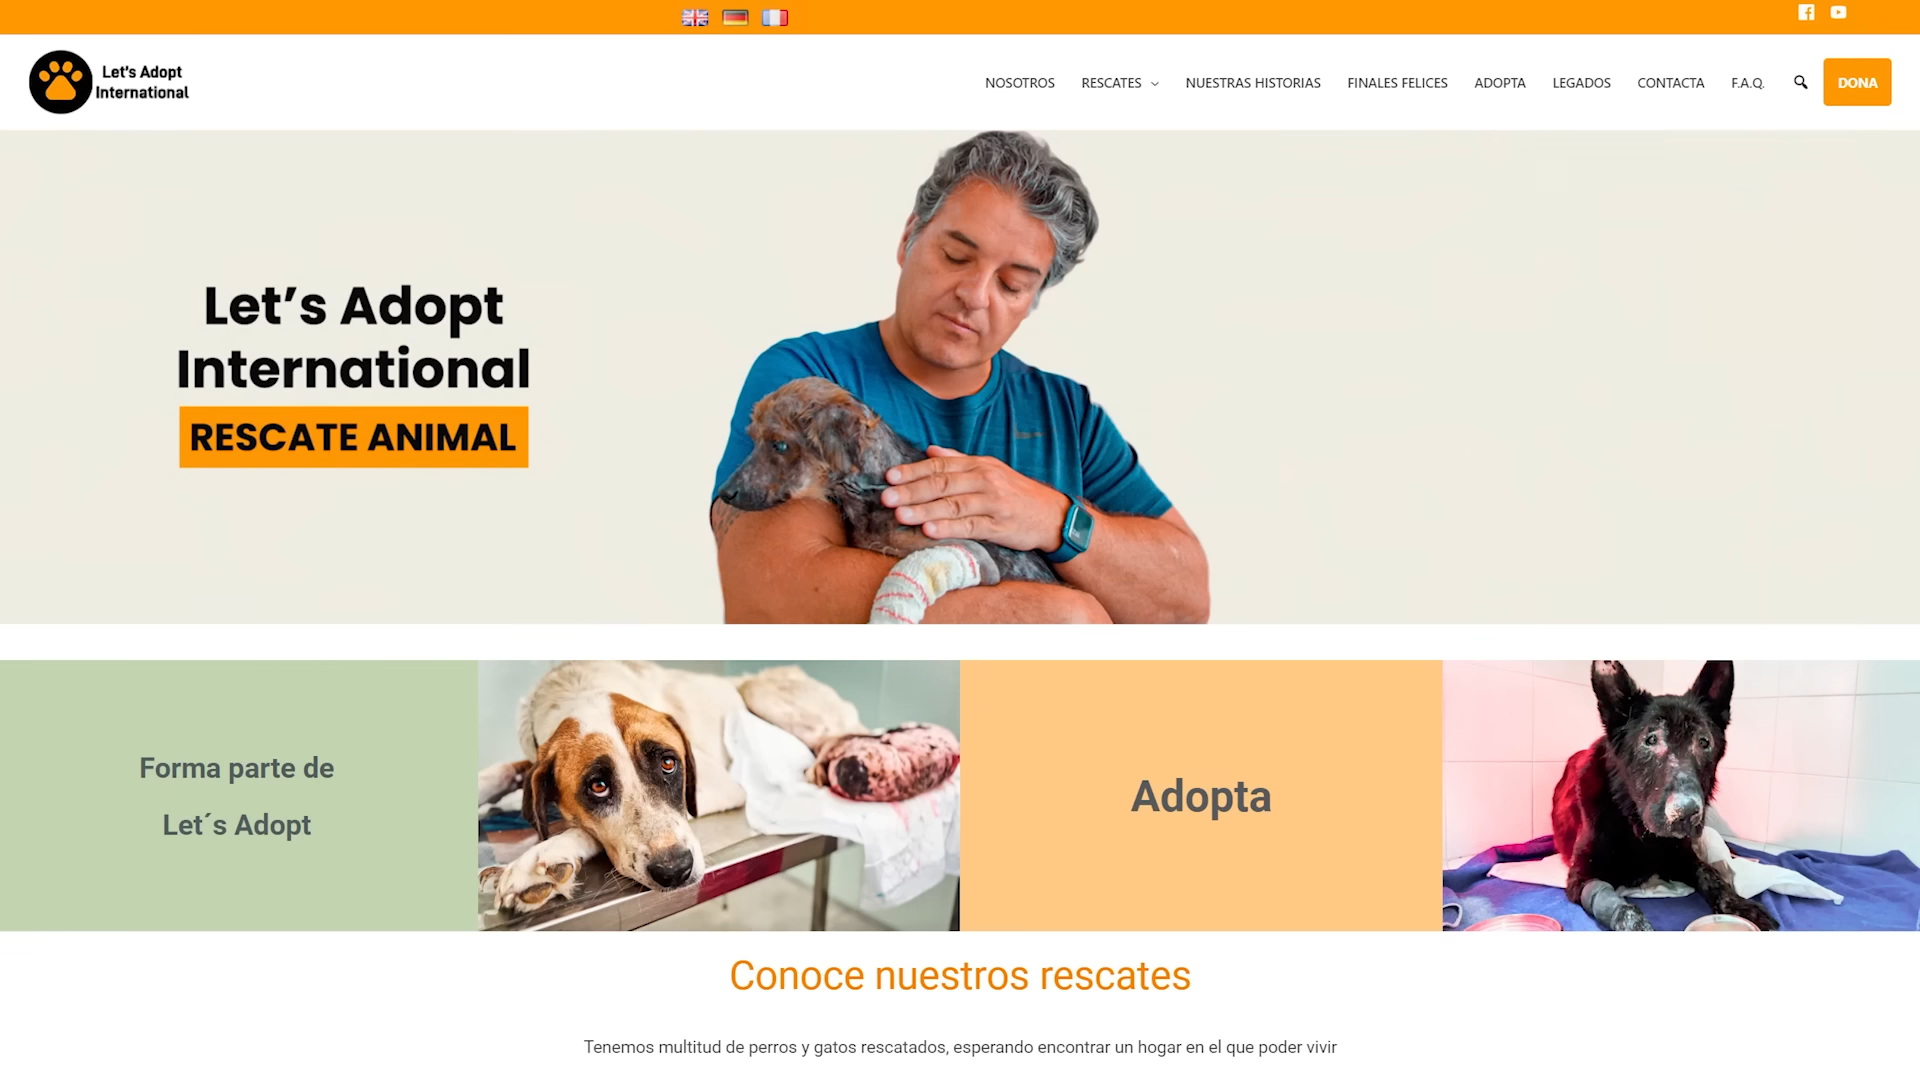 Let's Adopt
International
NOSOTROS
RESCATES
NUESTRAS HISTORIAS
FINALES FELICES
ADOPTA
LEGADOS
CONTACTA
F.A.Q.
DONA
Let’s Adopt
International
RESCATE ANIMAL
Forma parte de
Let´s Adopt
Adopta
Conoce nuestros rescates
Tenemos multitud de perros y gatos rescatados, esperando encontrar un hogar en el que poder vivir